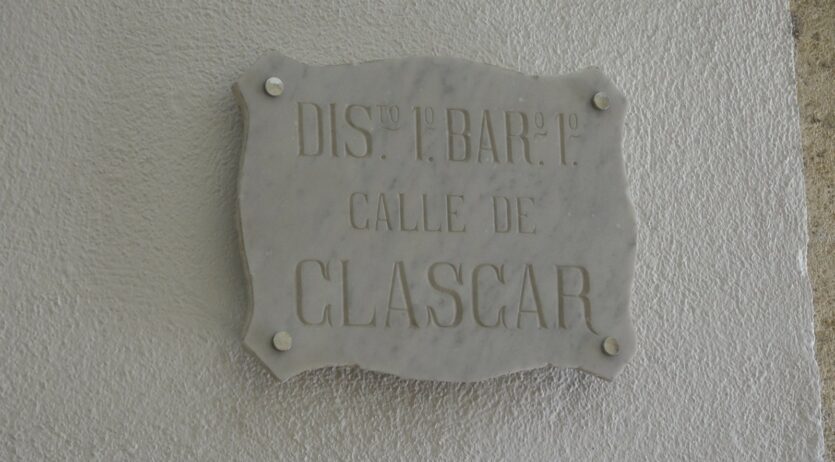 DIS.ᵗᵒ 1.º BAR.º 1.º
CALLE DE
CLASCAR